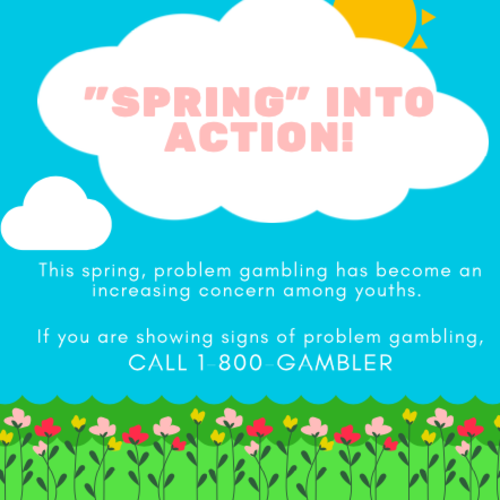 "SPRING" INTO
ACTION!
This spring, problem gambling has become an
increasing concern among youths.
If you are showing signs of problem gambling,
CALL 1-800-GAMBLER